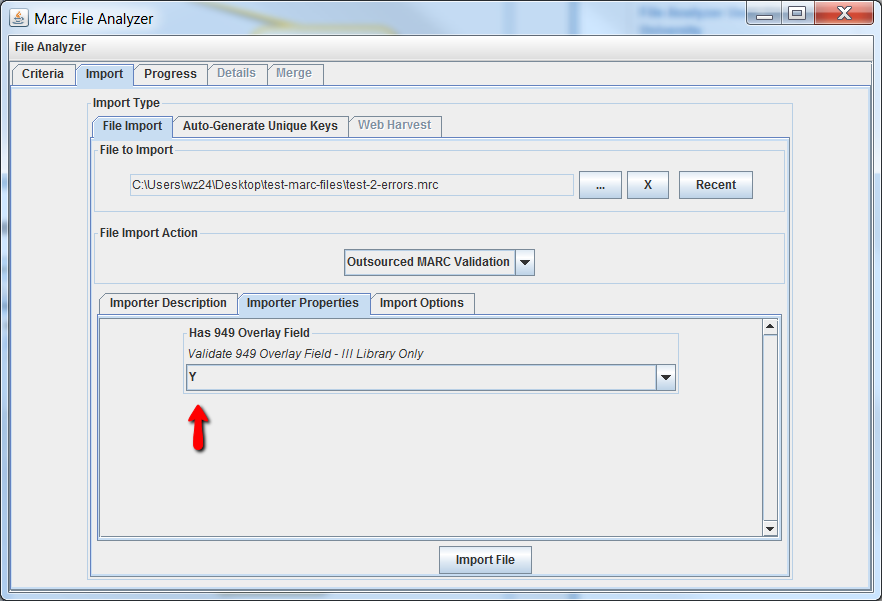 Marc File Analyzer
File Analyzer
Criteria Import Progress Details Merge
Import Type
File Import Auto-Generate Unique Keys Web Harvest
File to Import
C:\Users\wz24\Desktop\test-marc-files\test-2-errors.mrc ... X Recent
File Import Action
Outsourced MARC Validation
Importer Description Importer Properties Import Options
Has 949 Overlay Field
Validate 949 Overlay Field - III Library Only
Y
Import File